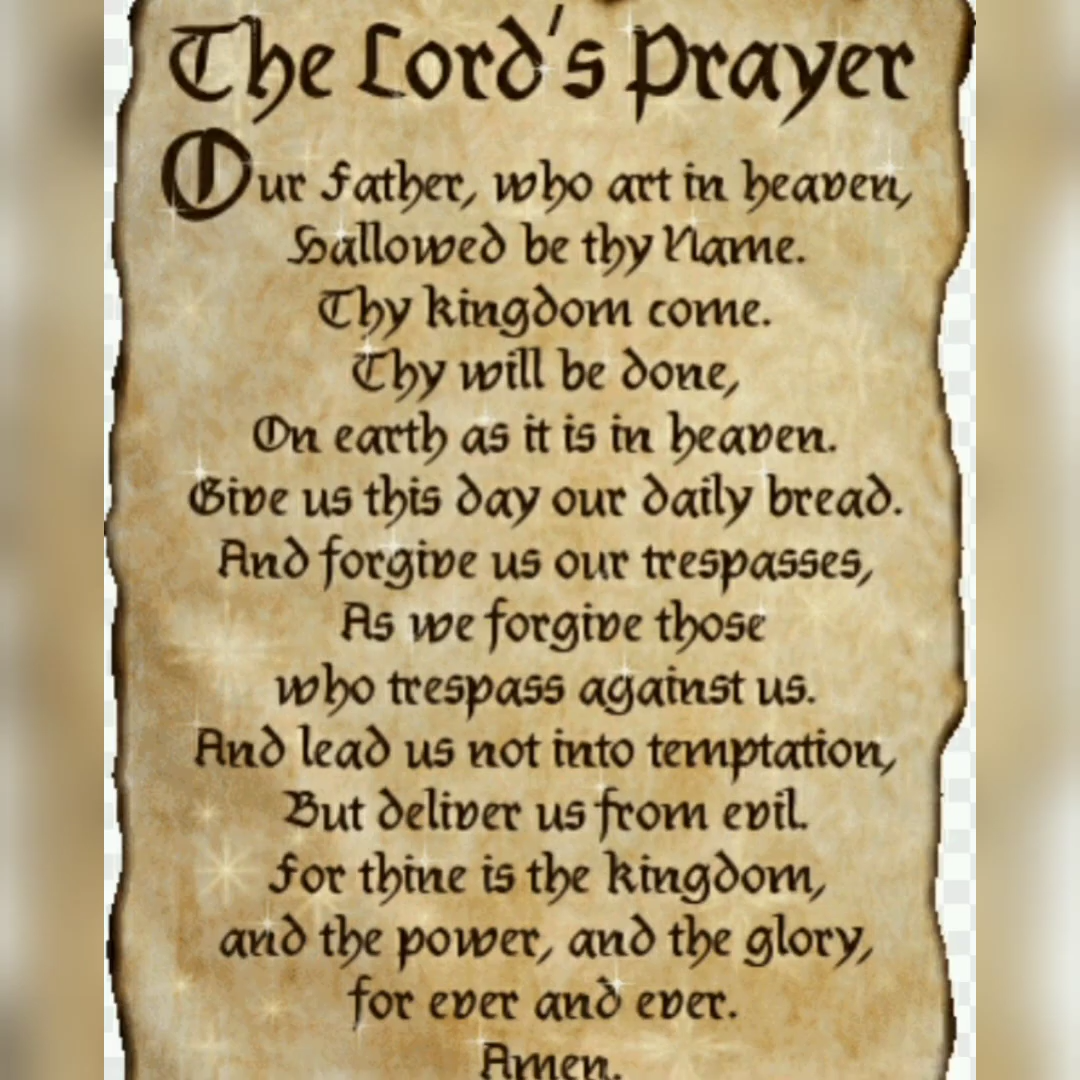 The Lord's Prayer
Our Father, who art in heaven,
Hallowed be thy Name.
Thy kingdom come.
Thy will be done,
On earth as it is in heaven.
Give us this day our daily bread.
And forgive us our trespasses,
As we forgive those
who trespass against us.
And lead us not into temptation,
But deliver us from evil.
For thine is the kingdom,
and the power, and the glory,
for ever and ever.
Amen.